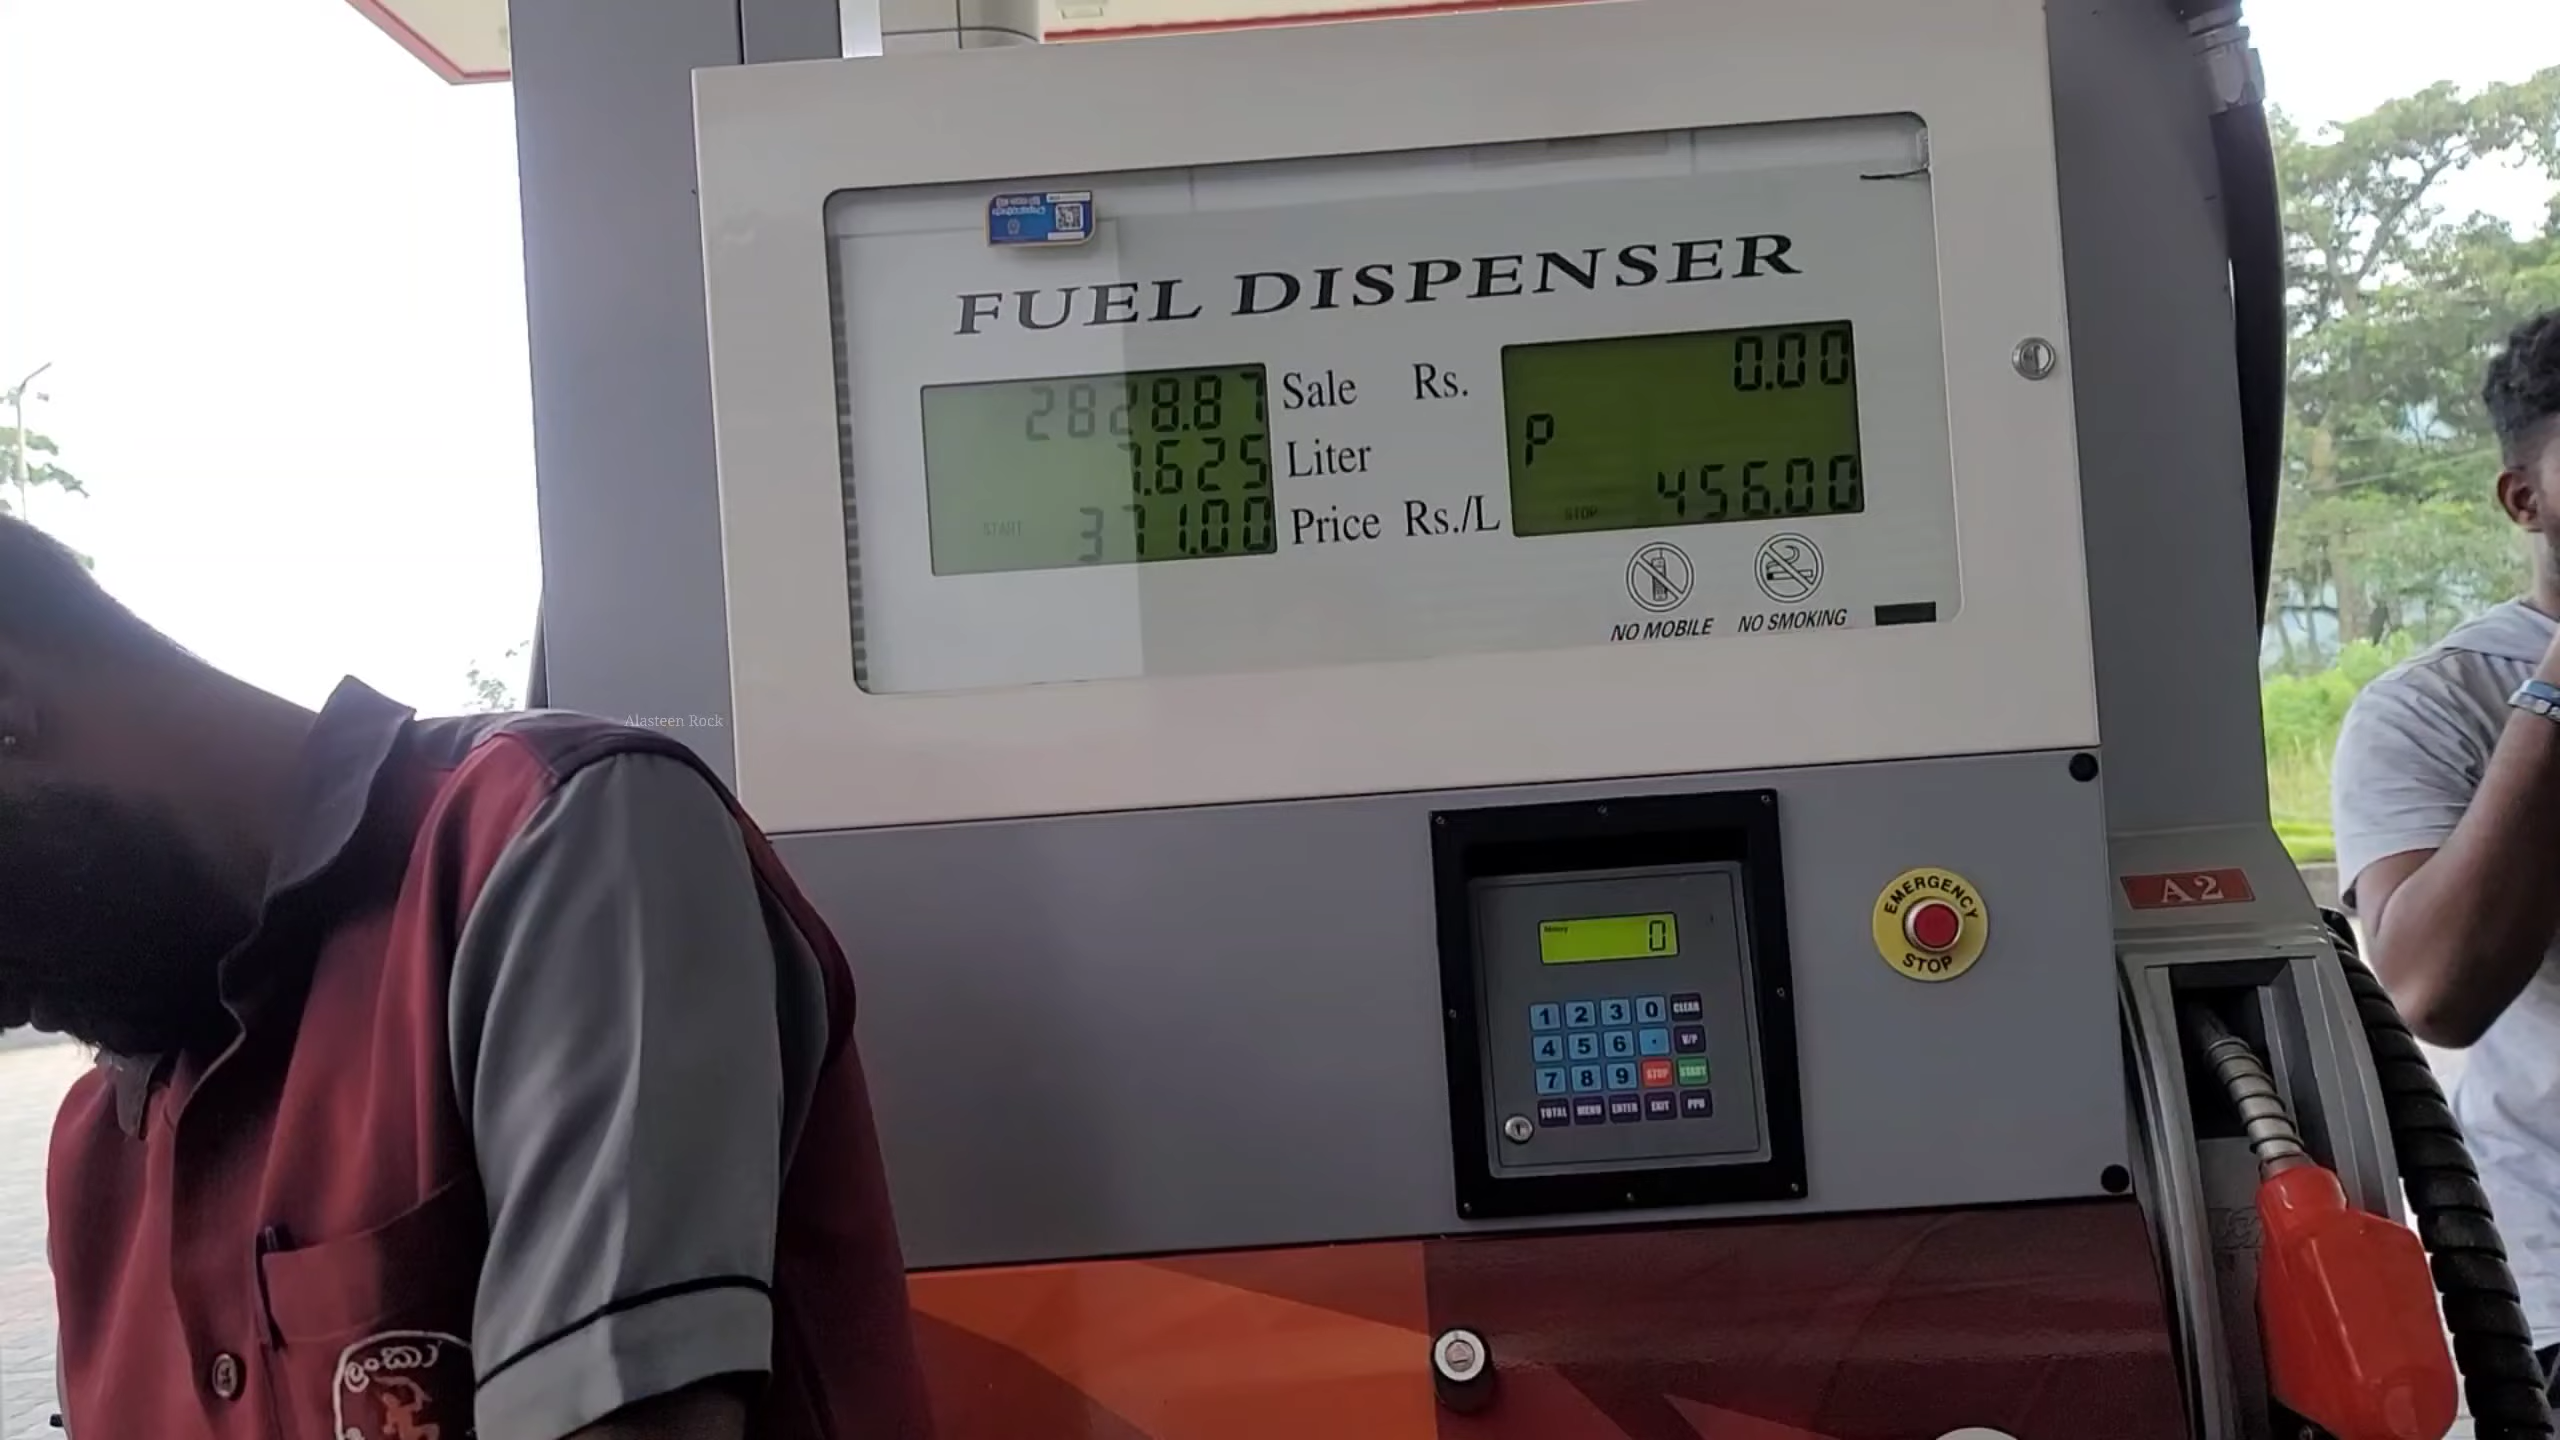 FUEL DISPENSER
2828.87 Sale Rs. 0.00
7.625 Liter P
START 371.00 Price Rs./L STOP 456.00
NO MOBILE NO SMOKING
Alasteen Rock
EMERGENCY
STOP
A2
Money 0
1 2 3 0 CLEAR
4 5 6 . V/P
7 8 9 STOP START
TOTAL MENU ENTER EXIT PPU
ලංකා